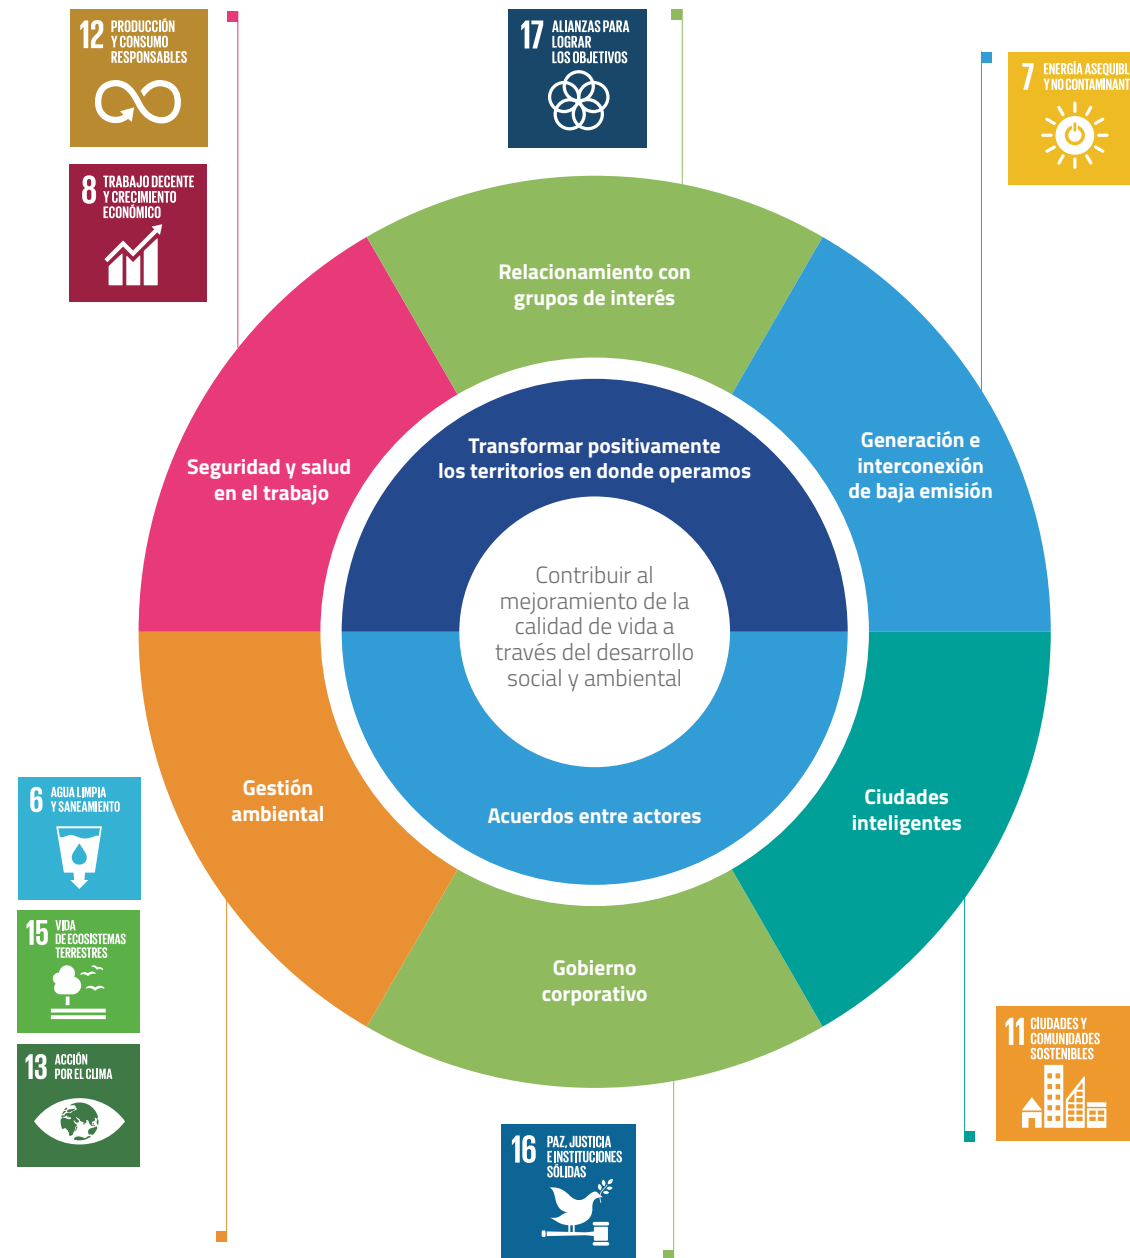 12 PRODUCCIÓN
Y CONSUMO
RESPONSABLES
8 TRABAJO DECENTE
Y CRECIMIENTO
ECONÓMICO
17 ALIANZAS PARA
LOGRAR
LOS OBJETIVOS
7 ENERGÍA ASEQUIBL
Y NO CONTAMINANT
Relacionamiento con
grupos de interés
Seguridad y salud
en el trabajo
Transformar positivamente
los territorios en donde operamos
Generación e
interconexión
de baja emisión
Contribuir al
mejoramiento de la
calidad de vida a
través del desarrollo
social y ambiental
Gestión
ambiental
Acuerdos entre actores
Ciudades
inteligentes
Gobierno
corporativo
6 AGUA LIMPIA
Y SANEAMIENTO
15 VIDA
DE ECOSISTEMAS
TERRESTRES
13 ACCIÓN
POR EL CLIMA
16 PAZ, JUSTICIA
E INSTITUCIONES
SÓLIDAS
11 CIUDADES Y
COMUNIDADES
SOSTENIBLES